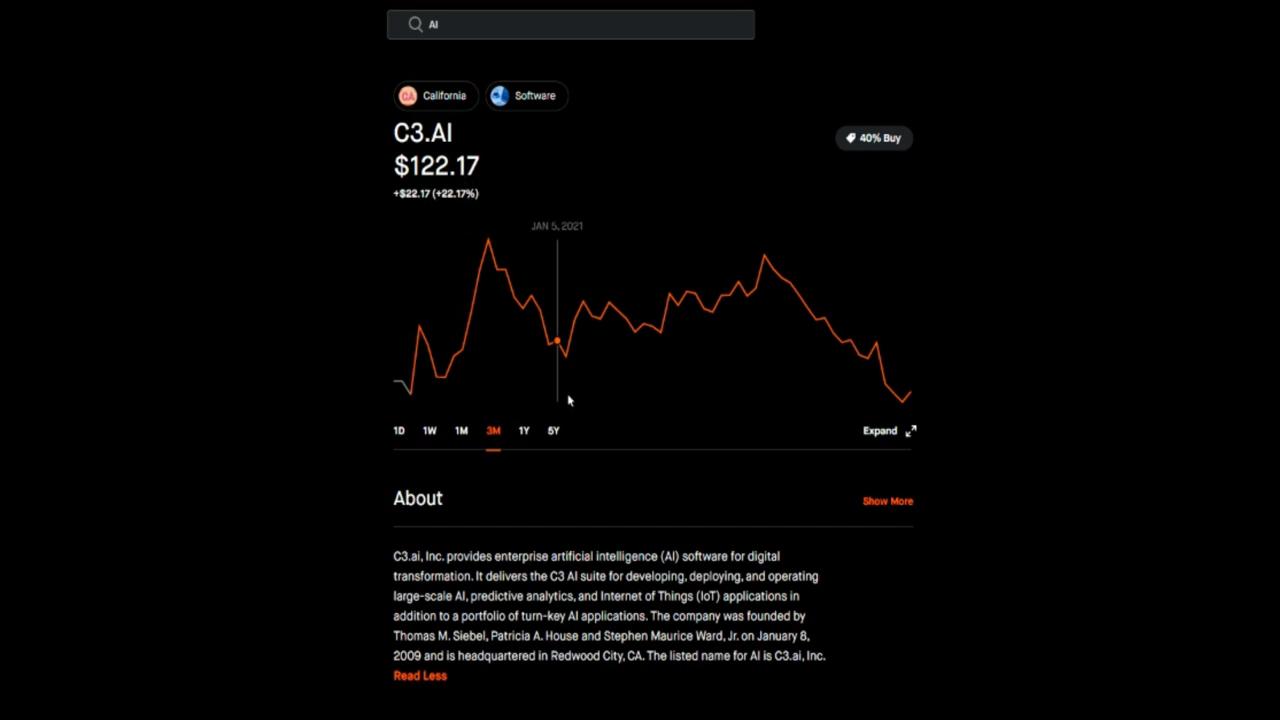 AI
CA California Software
C3.AI
40% Buy
$122.17
+$22.17 (+22.17%)
JAN 5, 2021
1D 1W 1M 3M 1Y 5Y Expand
About Show More
C3.ai, Inc. provides enterprise artificial intelligence (AI) software for digital
transformation. It delivers the C3 AI suite for developing, deploying, and operating
large-scale AI, predictive analytics, and Internet of Things (IoT) applications in
addition to a portfolio of turn-key AI applications. The company was founded by
Thomas M. Siebel, Patricia A. House and Stephen Maurice Ward, Jr. on January 8,
2009 and is headquartered in Redwood City, CA. The listed name for AI is C3.ai, Inc.
Read Less